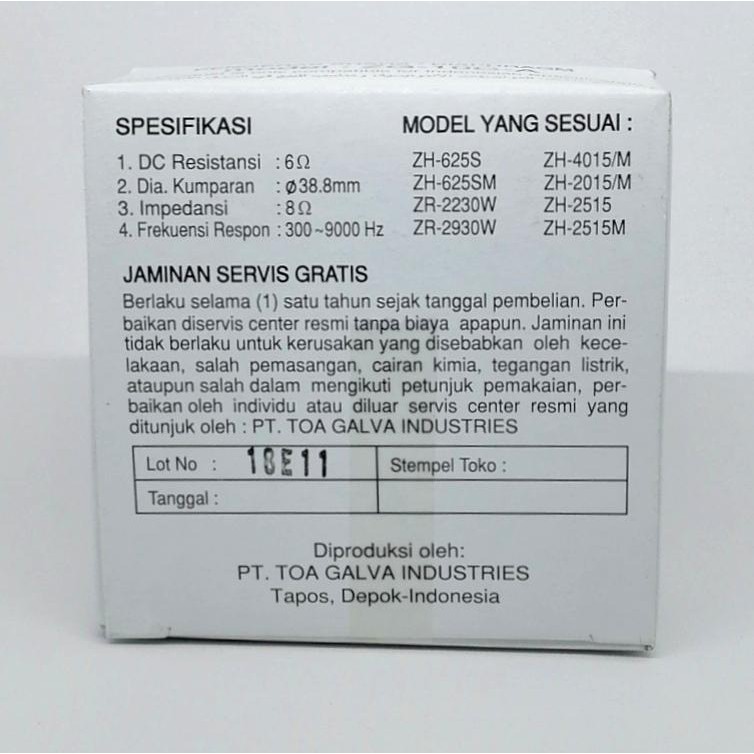 SPESIFIKASI
1. DC Resistansi : 6Ω
2. Dia. Kumparan : ø38.8mm
3. Impedansi : 8Ω
4. Frekuensi Respon : 300~9000 Hz
MODEL YANG SESUAI :
ZH-625S ZH-4015/M
ZH-625SM ZH-2015/M
ZR-2230W ZH-2515
ZR-2930W ZH-2515M
JAMINAN SERVIS GRATIS
Berlaku selama (1) satu tahun sejak tanggal pembelian. Per-
baikan diservis center resmi tanpa biaya apapun. Jaminan ini
tidak berlaku untuk kerusakan yang disebabkan oleh kece-
lakaan, salah pemasangan, cairan kimia, tegangan listrik,
ataupun salah dalam mengikuti petunjuk pemakaian, per-
baikan oleh individu atau diluar servis center resmi yang
ditunjuk oleh : PT. TOA GALVA INDUSTRIES
Lot No : 18E11 Stempel Toko :
Tanggal :
Diproduksi oleh:
PT. TOA GALVA INDUSTRIES
Tapos, Depok-Indonesia